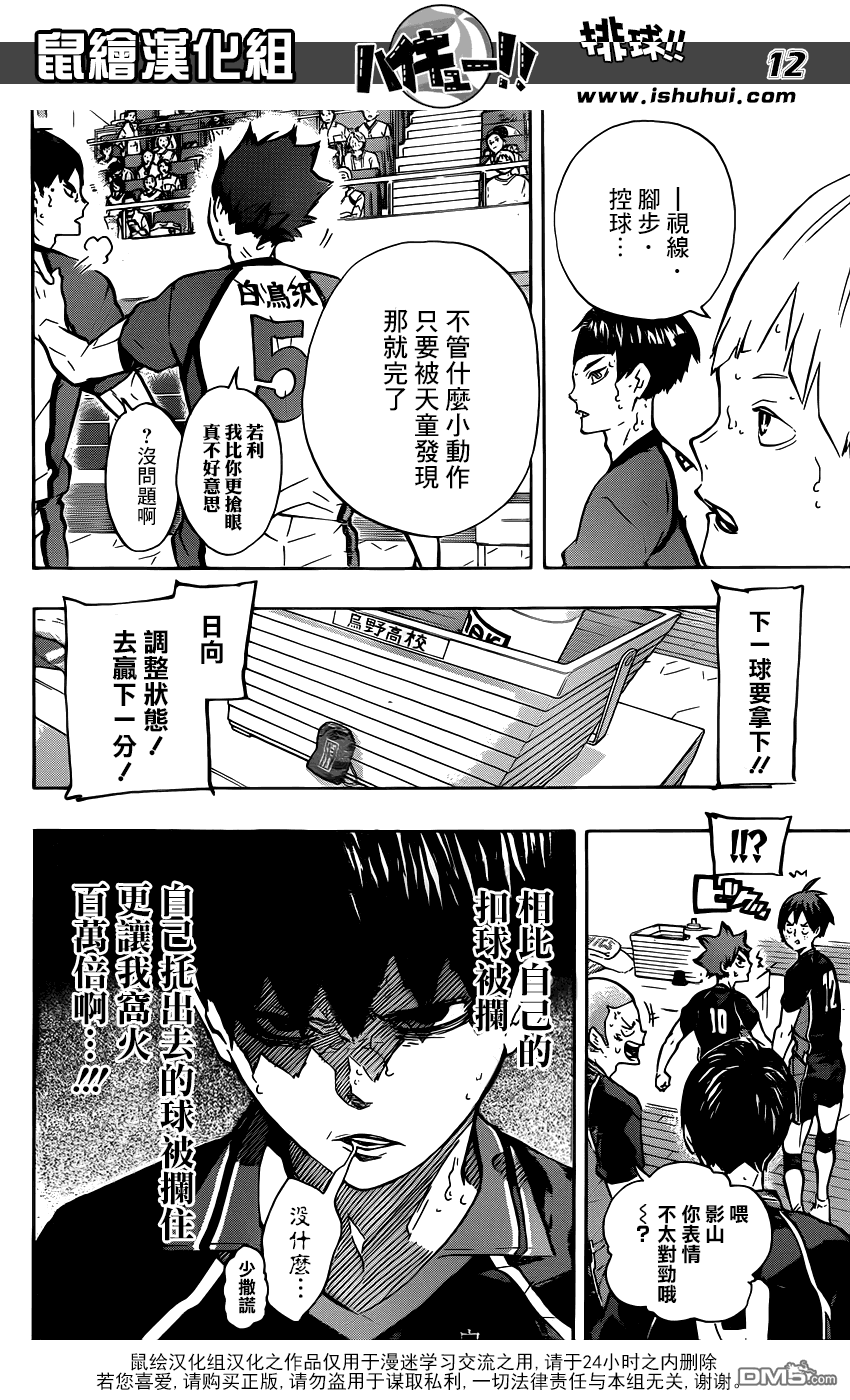 鼠繪漢化組
ハイキュー!!
排球!!
12
www.ishuhui.com
—視線・
腳步・
控球…
不管什麼小動作
只要被天童發現
那就完了
白鳥沢
5
若利
我比你更搶眼
真不好意思
?沒問題啊
下一球要拿下!!
烏野高校
日向
調整狀態!
去贏下一分!
!!?
10
12
喂
影山
你表情
不太對勁哦
～?
相比自己的
扣球被攔
自己托出去的球被攔住
更讓我窩火
百萬倍啊…!!!
沒什麼…
少撒謊
鼠绘汉化组汉化之作品仅用于漫迷学习交流之用,请于24小时之内删除
若您喜爱,请购买正版,请勿盗用于谋取私利,一切法律责任与本组无关,谢谢。
DM5.com